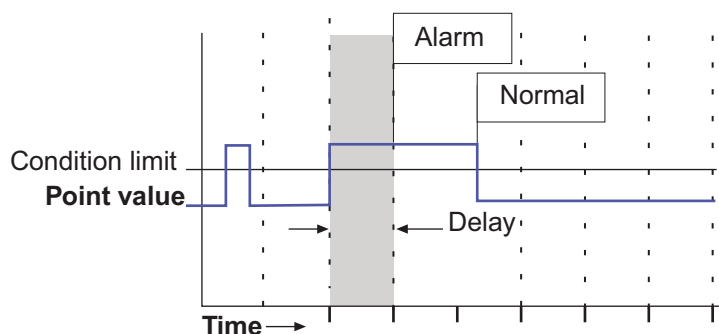 Alarm
Normal
Condition limit
Point value
Delay
Time